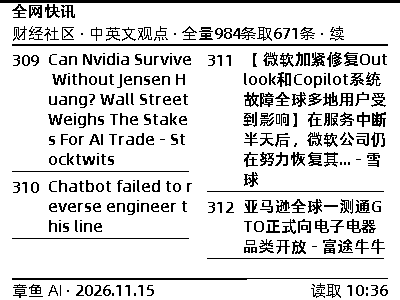 全网快讯
财经社区 · 中英文观点 · 全量984条取671条 · 续
309 Can Nvidia Survive
Without Jensen H
uang? Wall Street
Weighs The Stake
s For AI Trade - St
ocktwits
310 Chatbot failed to r
everse engineer t
his line
311 【 微软加紧修复Out
look和Copilot系统
故障全球多地用户受
到影响】在服务中断
半天后，微软公司仍
在努力恢复其... - 雪
球
312 亚马逊全球一测通G
TO正式向电子电器
品类开放 - 富途牛牛
章鱼 AI · 2026.11.15
读取 10:36